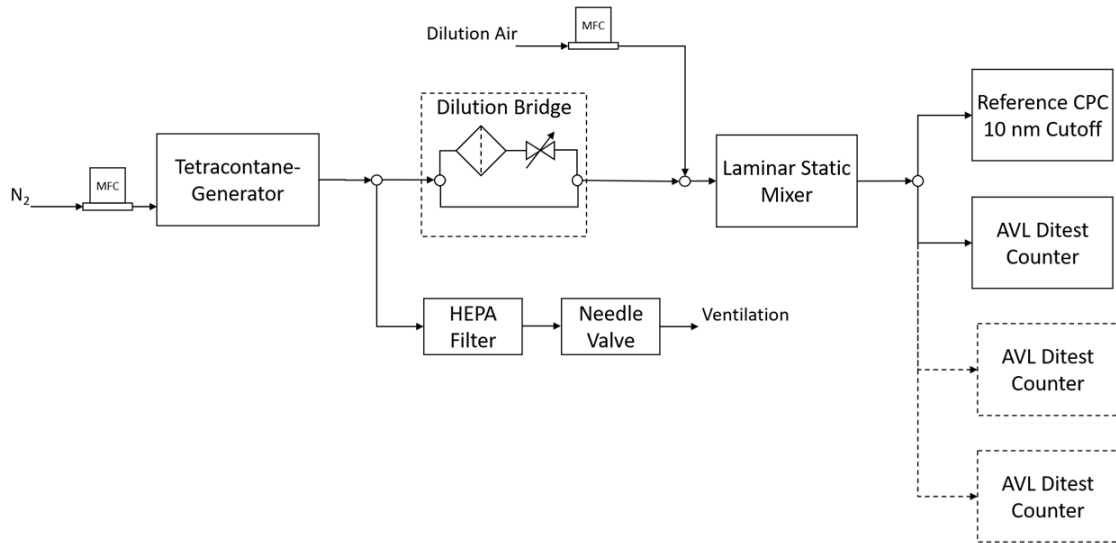 MFC
Dilution Air
Dilution Bridge
Reference CPC
10 nm Cutoff
Tetracontane-
Generator
Laminar Static
Mixer
MFC
N₂
AVL Ditest
Counter
HEPA
Filter
Needle
Valve
Ventilation
AVL Ditest
Counter
AVL Ditest
Counter